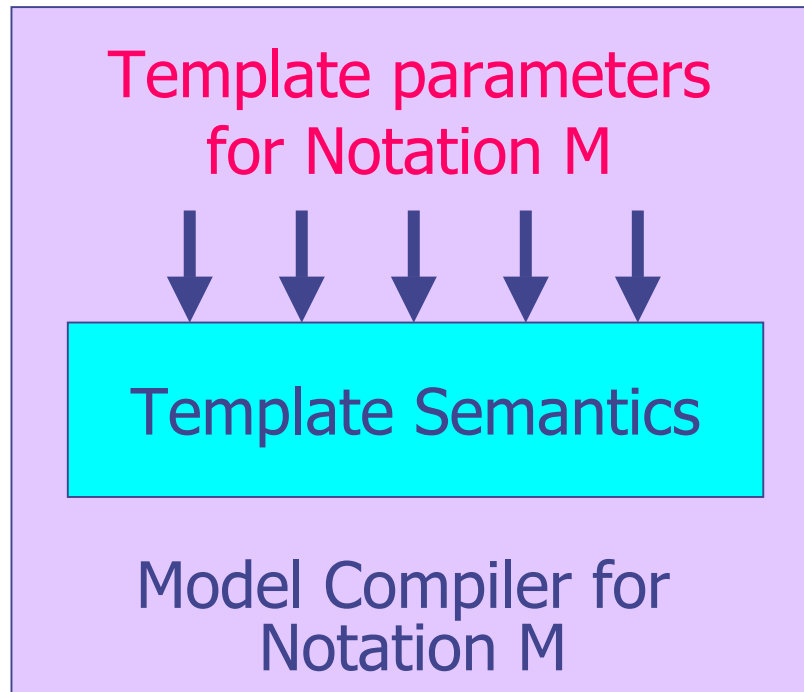 Template parameters
for Notation M
Template Semantics
Model Compiler for
Notation M